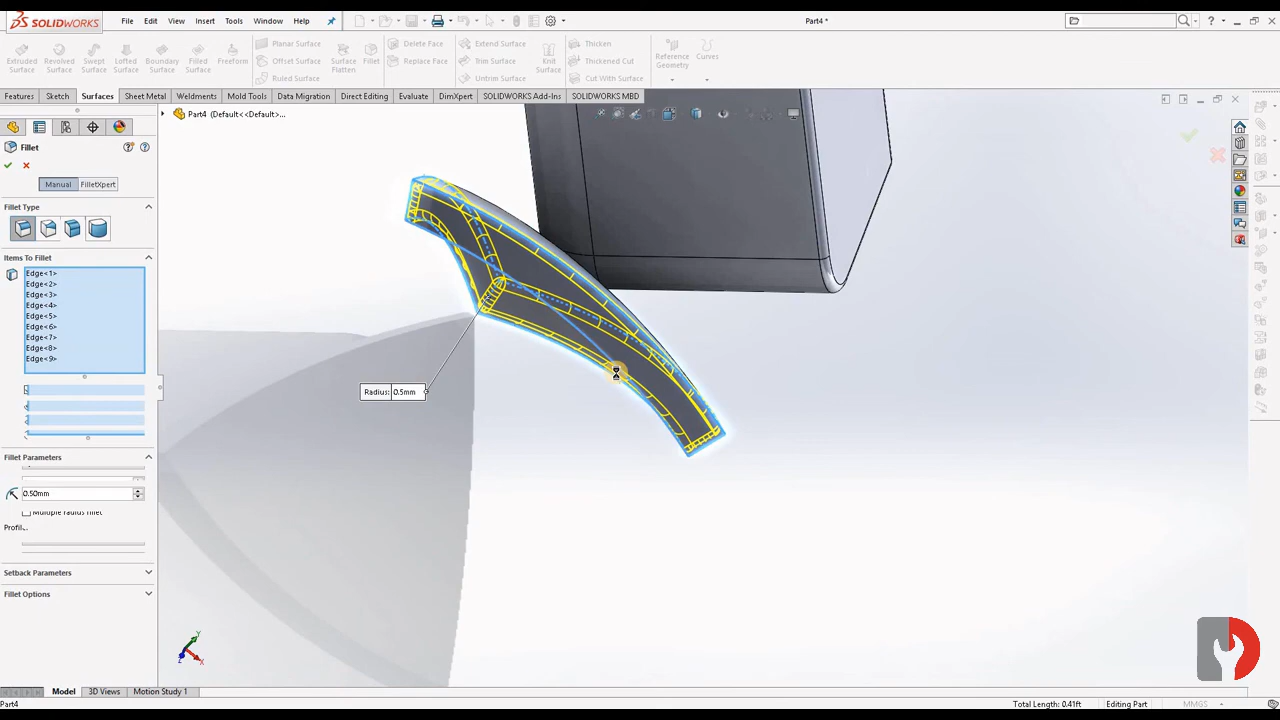 SOLIDWORKS File Edit View Insert Tools Window Help Part4 * ?
Extruded Surface Revolved Surface Swept Surface Lofted Surface Boundary Surface Filled Surface Freeform Planar Surface Offset Surface Ruled Surface Surface Flatten Fillet Delete Face Replace Face Extend Surface Trim Surface Untrim Surface Knit Surface Thicken Thickened Cut Cut With Surface Reference Geometry Curves
Features Sketch Surfaces Sheet Metal Mold Tools Data Migration Direct Editing Evaluate DimXpert SOLIDWORKS Add-Ins SOLIDWORKS MBD
Part4 (Default<<Default>...
Fillet
Manual FilletXpert
Fillet Type
Items To Fillet
Edge<1>
Edge<2>
Edge<3>
Edge<4>
Edge<5>
Edge<6>
Edge<7>
Edge<8>
Edge<9>
Radius: 0.5mm
Fillet Parameters
0.50mm
Multiple radius fillet
Profil...
Setback Parameters
Fillet Options
Y
Z X
Model 3D Views Motion Study 1
Part4 Total Length: 0.41ft Editing Part MMGS